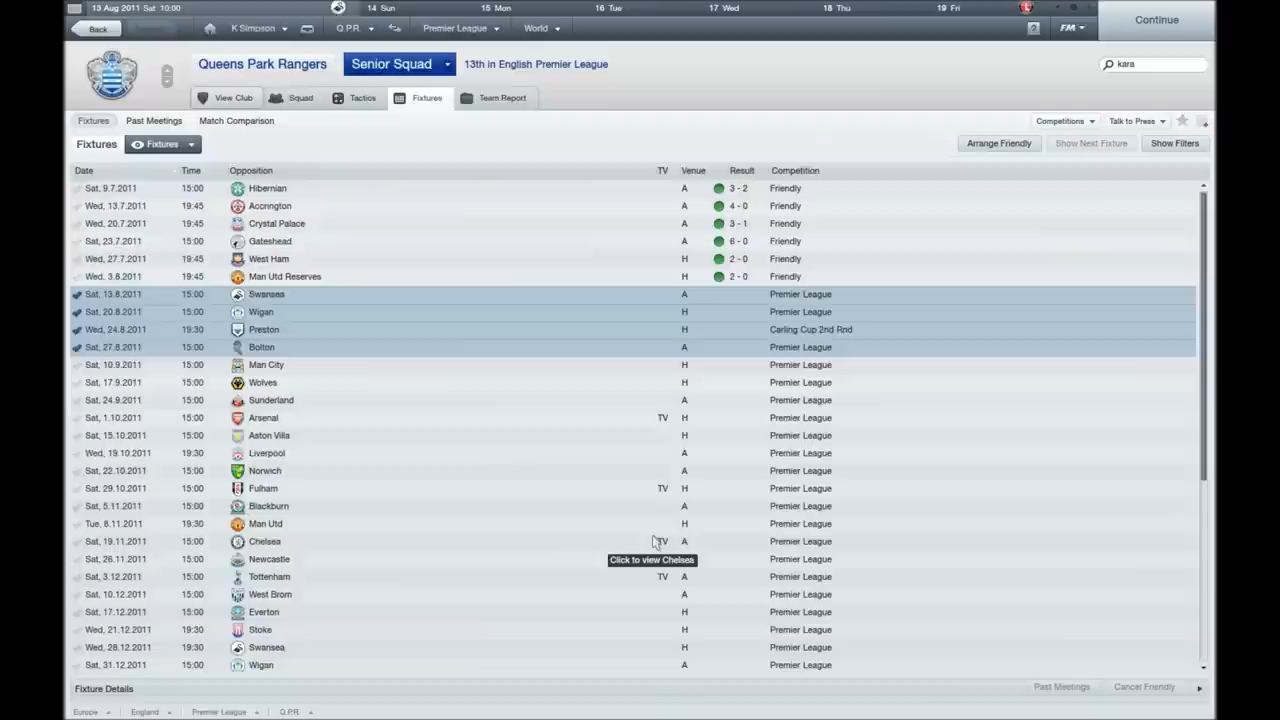 13 Aug 2011 Sat 10:00 14 Sun 15 Mon 16 Tue 17 Wed 18 Thu 19 Fri
Back K Simpson Q.P.R. Premier League World ? FM Continue
Queens Park Rangers Senior Squad 13th in English Premier League kara
View Club Squad Tactics Fixtures Team Report
Fixtures Past Meetings Match Comparison Competitions Talk to Press
Fixtures Fixtures Arrange Friendly Show Next Fixture Show Filters
Date Time Opposition TV Venue Result Competition
Sat, 9.7.2011 15:00 Hibernian A 3 - 2 Friendly
Wed, 13.7.2011 19:45 Accrington A 4 - 0 Friendly
Wed, 20.7.2011 19:45 Crystal Palace A 3 - 1 Friendly
Sat, 23.7.2011 15:00 Gateshead A 6 - 0 Friendly
Wed, 27.7.2011 19:45 West Ham H 2 - 0 Friendly
Wed, 3.8.2011 19:45 Man Utd Reserves H 2 - 0 Friendly
Sat, 13.8.2011 15:00 Swansea A Premier League
Sat, 20.8.2011 15:00 Wigan H Premier League
Wed, 24.8.2011 19:30 Preston H Carling Cup 2nd Rnd
Sat, 27.8.2011 15:00 Bolton A Premier League
Sat, 10.9.2011 15:00 Man City H Premier League
Sat, 17.9.2011 15:00 Wolves H Premier League
Sat, 24.9.2011 15:00 Sunderland A Premier League
Sat, 1.10.2011 15:00 Arsenal TV H Premier League
Sat, 15.10.2011 15:00 Aston Villa H Premier League
Wed, 19.10.2011 19:30 Liverpool A Premier League
Sat, 22.10.2011 15:00 Norwich A Premier League
Sat, 29.10.2011 15:00 Fulham TV H Premier League
Sat, 5.11.2011 15:00 Blackburn A Premier League
Tue, 8.11.2011 19:30 Man Utd H Premier League
Sat, 19.11.2011 15:00 Chelsea TV A Premier League
Sat, 26.11.2011 15:00 Newcastle Click to view Chelsea Premier League
Sat, 3.12.2011 15:00 Tottenham TV A Premier League
Sat, 10.12.2011 15:00 West Brom A Premier League
Sat, 17.12.2011 15:00 Everton H Premier League
Wed, 21.12.2011 19:30 Stoke H Premier League
Wed, 28.12.2011 19:30 Swansea H Premier League
Sat, 31.12.2011 15:00 Wigan A Premier League
Fixture Details Past Meetings Cancel Friendly
Europe England Premier League Q.P.R.